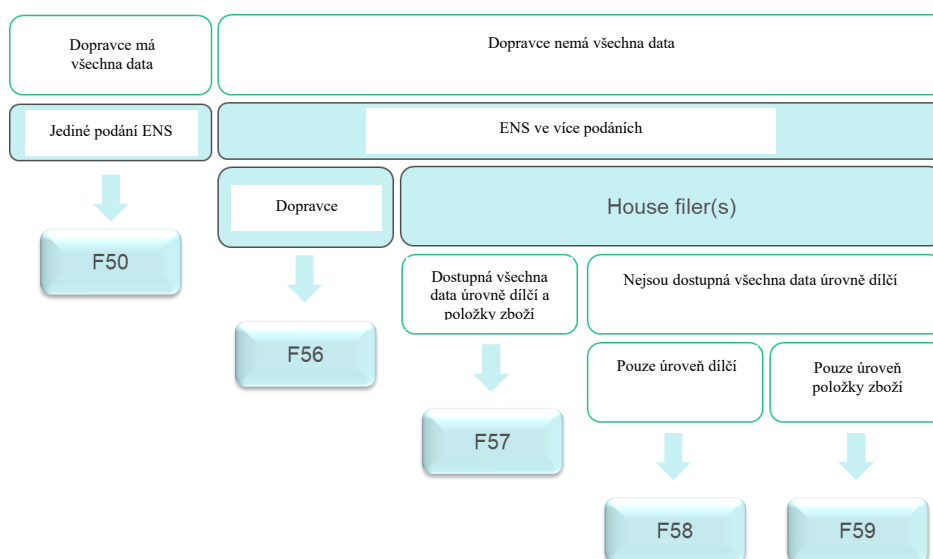 Dopravce má
všechna data
Dopravce nemá všechna data
Jediné podání ENS
ENS ve více podáních
Dopravce
House filer(s)
F50
Dostupná všechna
data úrovně dílčí a
položky zboží
Nejsou dostupná všechna data úrovně dílčí
F56
Pouze úroveň dílčí
Pouze úroveň
položky zboží
F57
F58
F59